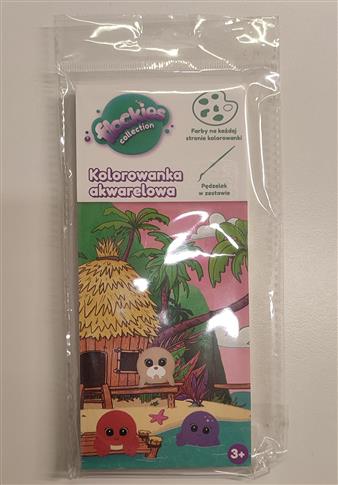 flockies
collection
Farby na każdej
stronie kolorowanki
Kolorowanka
akwarelowa
Pędzelek
w zestawie
3+